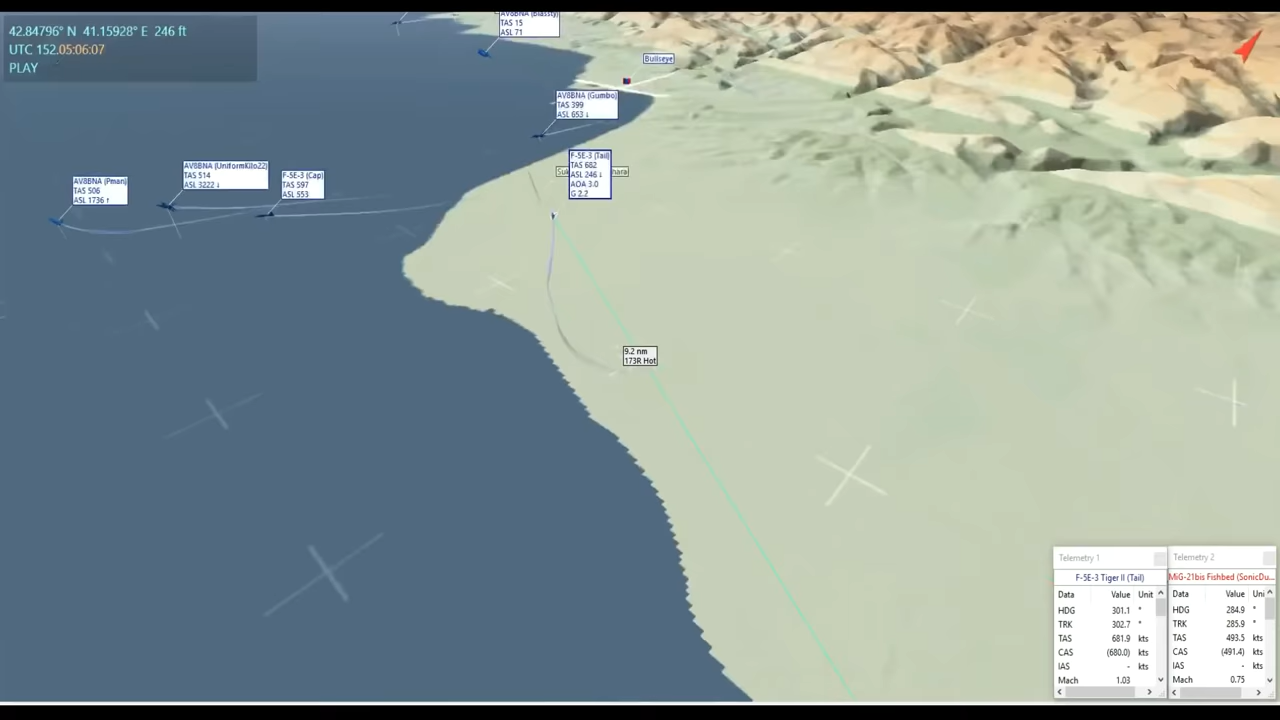 42.84796° N 41.15928° E 246 ft
UTC 152.05:06:07
PLAY
AV8BNA (Blassty)
TAS 15
ASL 71
Bullseye
AV8BNA (Gumbo)
TAS 399
ASL 653 ↓
F-5E-3 (Tail)
TAS 682
ASL 246 ↓
AOA 3.0
G 2.2
AV8BNA (UniformKilo22)
TAS 514
ASL 3222 ↓
F-5E-3 (Cap)
TAS 597
ASL 553
AV8BNA (Pman)
TAS 506
ASL 1736 ↑
9.2 nm
173R Hot
Telemetry 1
F-5E-3 Tiger II (Tail)
Data Value Unit
HDG 301.1 °
TRK 302.7 °
TAS 681.9 kts
CAS (680.0) kts
IAS - kts
Mach 1.03
Telemetry 2
MiG-21bis Fishbed (SonicDu...
Data Value Uni
HDG 284.9 °
TRK 285.9 °
TAS 493.5 kts
CAS (491.4) kts
IAS - kts
Mach 0.75